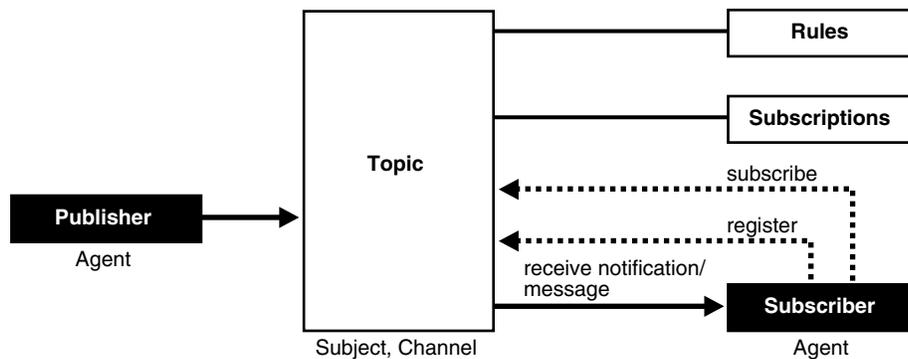 Rules
Subscriptions
Topic
subscribe
Publisher
register
Agent
receive notification/
message
Subscriber
Subject, Channel
Agent